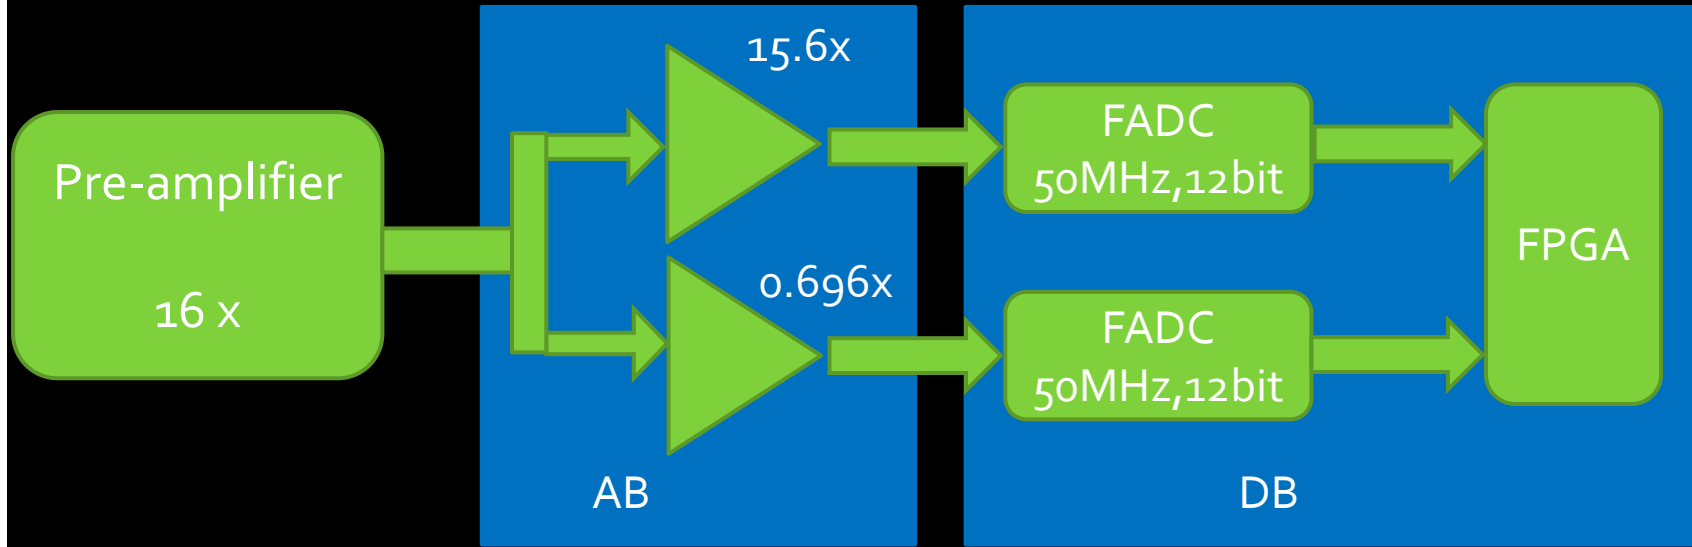 Pre-amplifier
16 x
15.6x
0.696x
AB
FADC
50MHz,12bit
FADC
50MHz,12bit
FPGA
DB